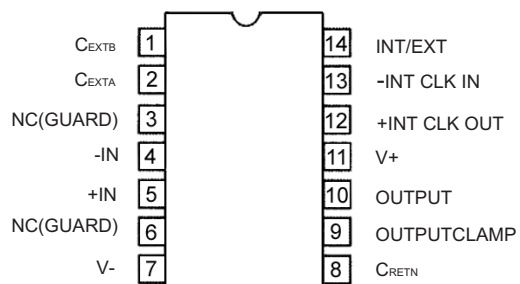 CEXTB 1
CEXTA 2
NC(GUARD) 3
-IN 4
+IN 5
NC(GUARD) 6
V- 7
14 INT/EXT
13 -INT CLK IN
12 +INT CLK OUT
11 V+
10 OUTPUT
9 OUTPUTCLAMP
8 CRETN